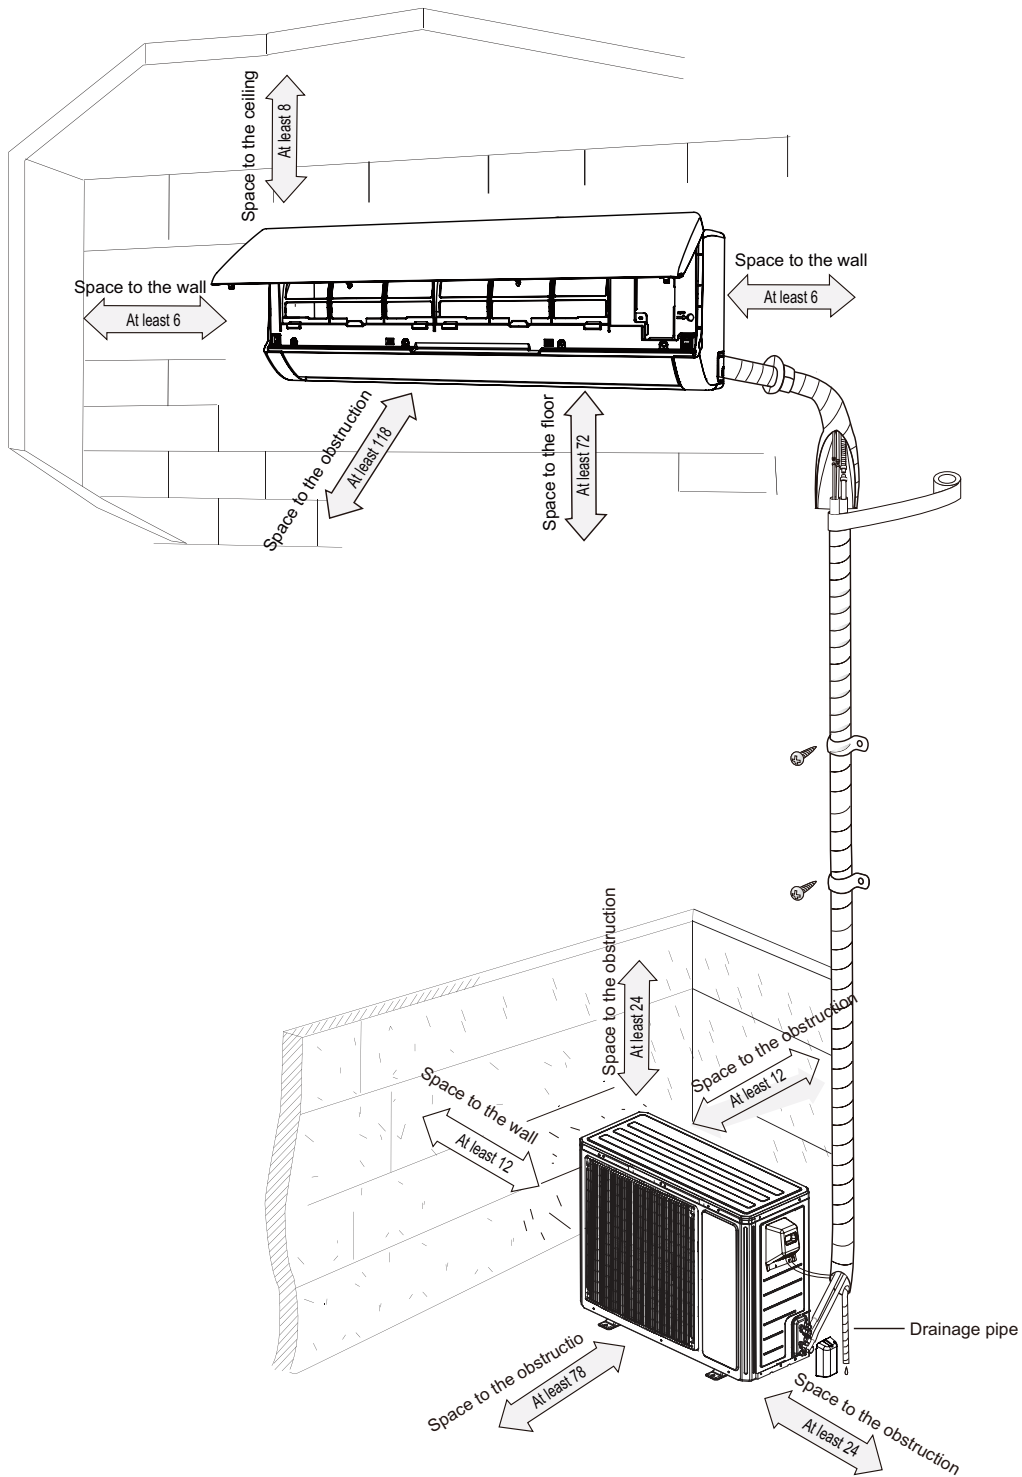 Space to the ceiling
At least 8
Space to the wall
At least 6
Space to the wall
At least 6
Space to the obstruction
At least 118
Space to the floor
At least 72
Space to the obstruction
At least 24
Space to the obstruction
At least 12
Space to the wall
At least 12
Drainage pipe
Space to the obstructio
At least 78
Space to the obstruction
At least 24